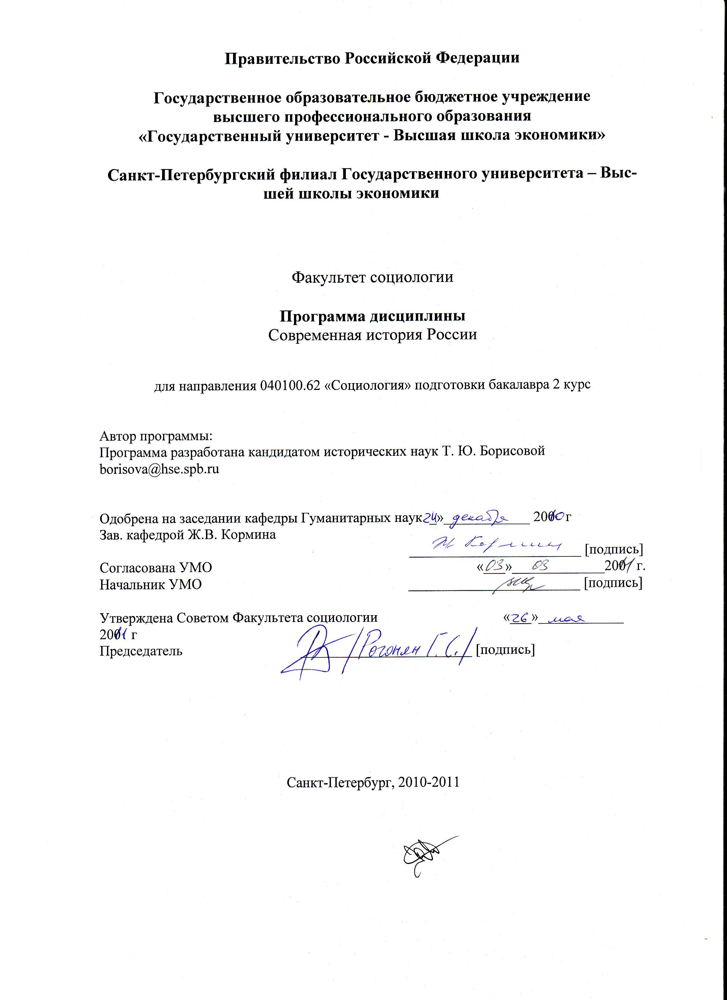 Правительство Российской Федерации
Государственное образовательное бюджетное учреждение
высшего профессионального образования
«Государственный университет - Высшая школа экономики»
Санкт-Петербургский филиал Государственного университета – Выс-
шей школы экономики
Факультет социологии
Программа дисциплины
Современная история России
для направления 040100.62 «Социология» подготовки бакалавра 2 курс
Автор программы:
Программа разработана кандидатом исторических наук Т. Ю. Борисовой
borisova@hse.spb.ru
Одобрена на заседании кафедры Гуманитарных наук 24» декабря 2010 г
Зав. кафедрой Ж.В. Кормина
Ж Кормина [подпись]
Согласована УМО «03» 03 2011 г.
Начальник УМО [подпись]
Утверждена Советом Факультета социологии «26» мая
2011 г
Председатель /Рогонян Г.С./ [подпись]
Санкт-Петербург, 2010-2011